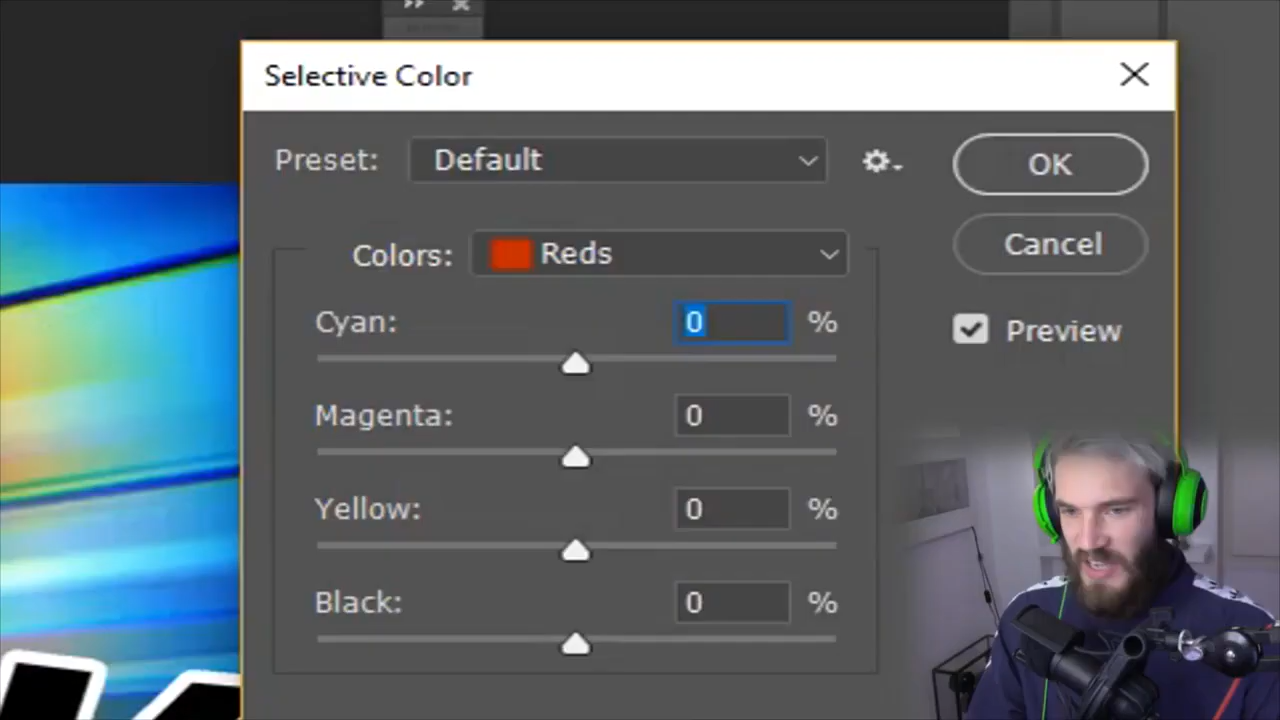 Selective Color
Preset: Default
OK
Colors: Reds
Cancel
Cyan: 0 %
Preview
Magenta: 0 %
Yellow: 0 %
Black: 0 %